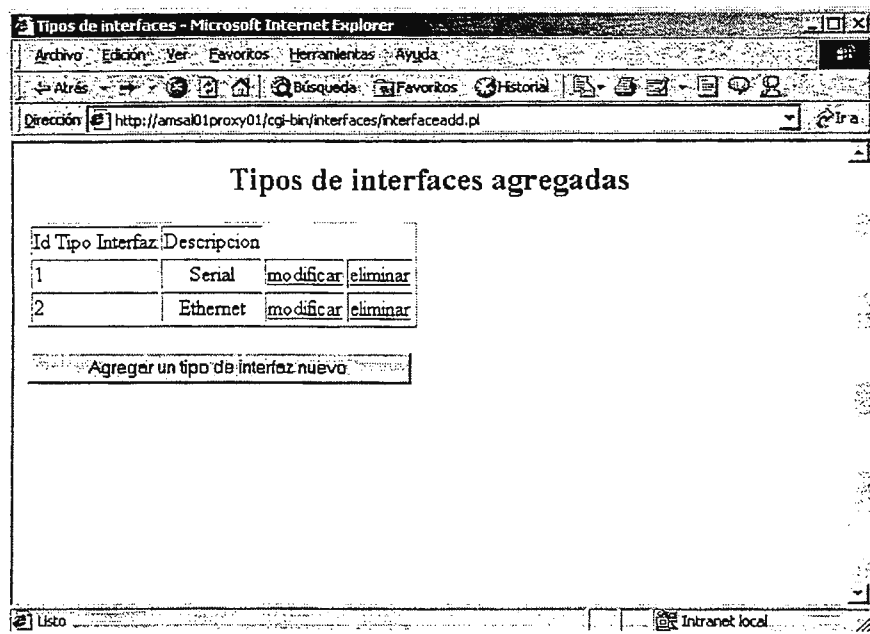 Tipos de interfaces - Microsoft Internet Explorer
Archivo Edición Ver Favoritos Herramientas Ayuda
Atrás Búsqueda Favoritos Historial
Dirección http://amsal01proxy01/cgi-bin/interfaces/interfaceadd.pl Ir a
Tipos de interfaces agregadas
Id Tipo Interfaz Descripcion
1 Serial modificar eliminar
2 Ethernet modificar eliminar
Agregar un tipo de interfaz nuevo
Listo Intranet local